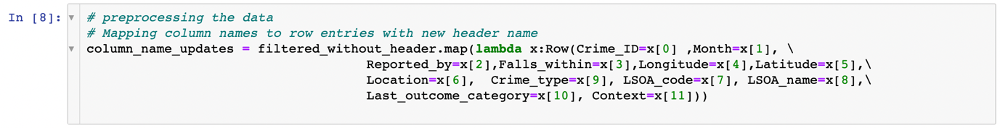 In [8]:
# preprocessing the data
# Mapping column names to row entries with new header name
column_name_updates = filtered_without_header.map(lambda x:Row(Crime_ID=x[0] ,Month=x[1], \
Reported_by=x[2],Falls_within=x[3],Longitude=x[4],Latitude=x[5],\
Location=x[6],  Crime_type=x[9], LSOA_code=x[7], LSOA_name=x[8],\
Last_outcome_category=x[10], Context=x[11]))